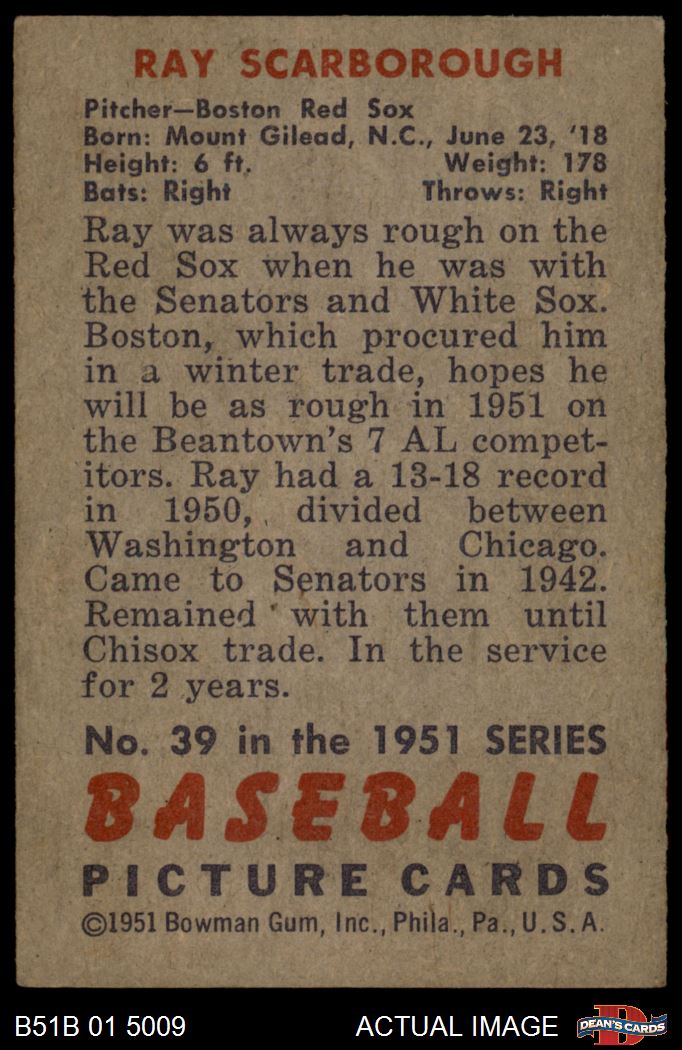 RAY SCARBOROUGH
Pitcher—Boston Red Sox
Born: Mount Gilead, N.C., June 23, '18
Height: 6 ft. Weight: 178
Bats: Right Throws: Right
Ray was always rough on the
Red Sox when he was with
the Senators and White Sox.
Boston, which procured him
in a winter trade, hopes he
will be as rough in 1951 on
the Beantown's 7 AL compet-
itors. Ray had a 13-18 record
in 1950, divided between
Washington and Chicago.
Came to Senators in 1942.
Remained with them until
Chisox trade. In the service
for 2 years.
No. 39 in the 1951 SERIES
BASEBALL
PICTURE CARDS
©1951 Bowman Gum, Inc., Phila., Pa., U.S.A.
B51B 01 5009 ACTUAL IMAGE
D
DEAN'S CARDS